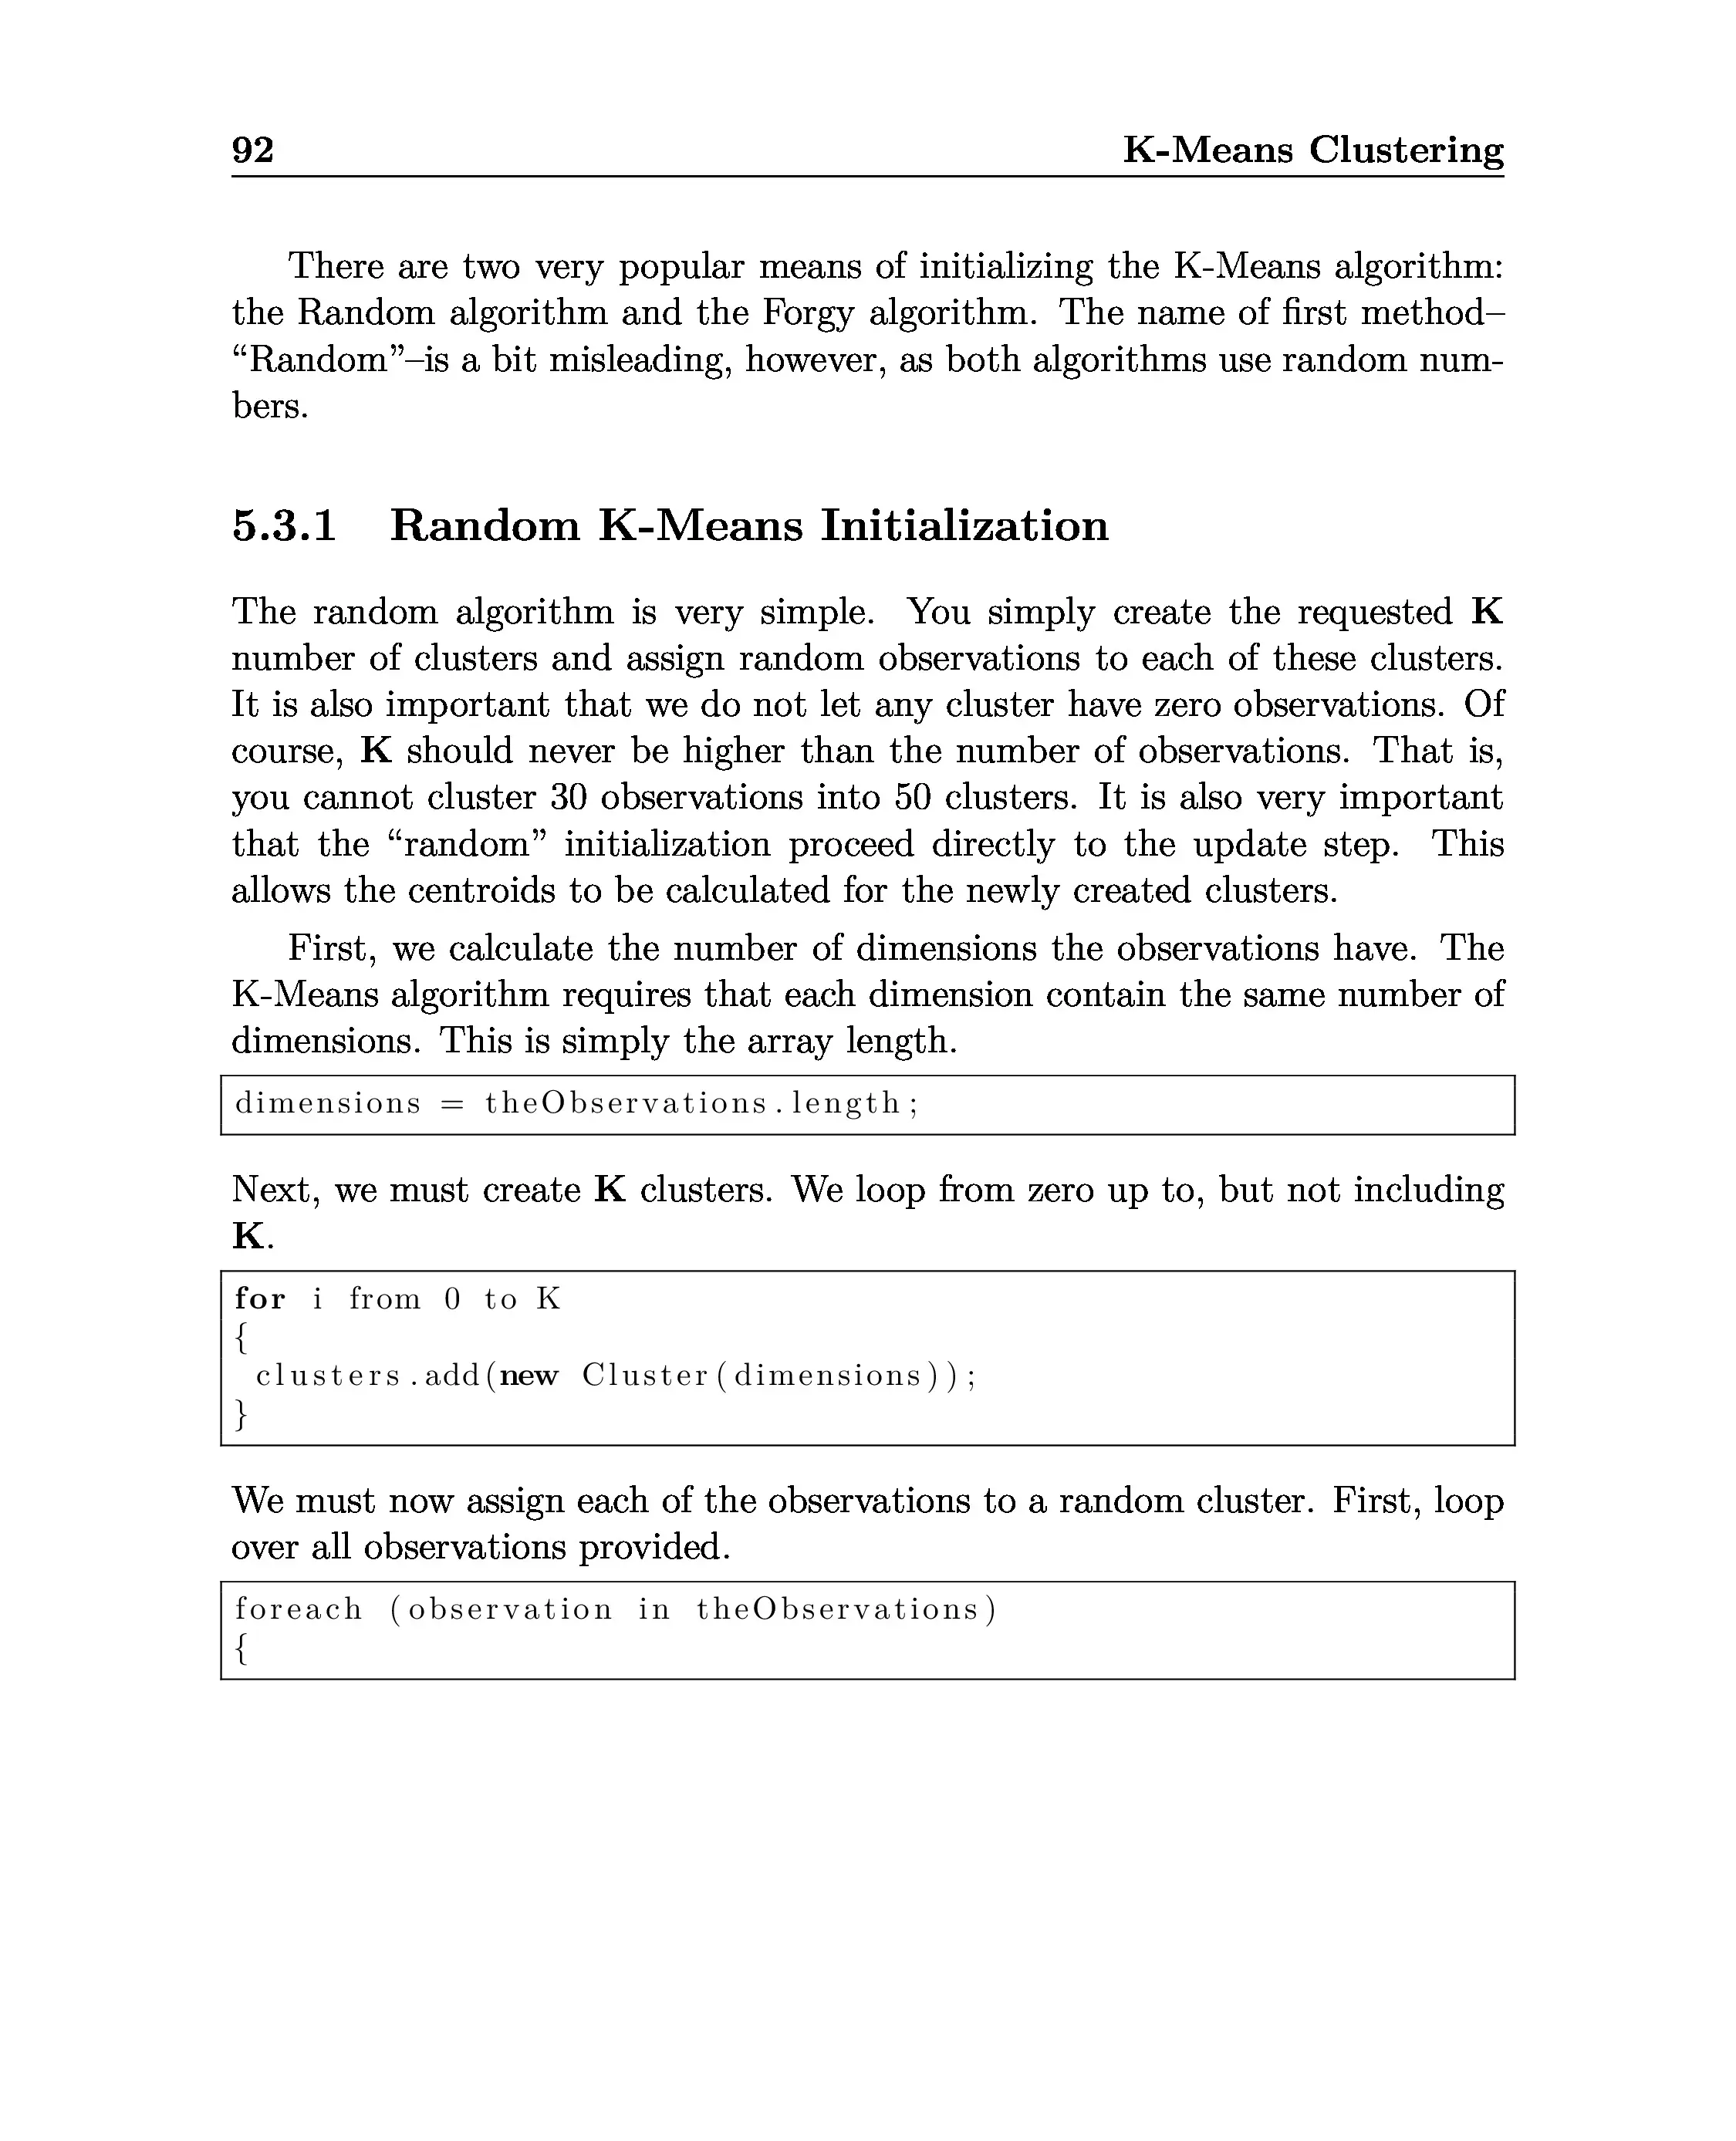 92 K-Means Clustering
There are two very popular means of initializing the K-Means algorithm:
the Random algorithm and the Forgy algorithm. The name of first method–
“Random”–is a bit misleading, however, as both algorithms use random num-
bers.
5.3.1 Random K-Means Initialization
The random algorithm is very simple. You simply create the requested K
number of clusters and assign random observations to each of these clusters.
It is also important that we do not let any cluster have zero observations. Of
course, K should never be higher than the number of observations. That is,
you cannot cluster 30 observations into 50 clusters. It is also very important
that the “random” initialization proceed directly to the update step. This
allows the centroids to be calculated for the newly created clusters.
First, we calculate the number of dimensions the observations have. The
K-Means algorithm requires that each dimension contain the same number of
dimensions. This is simply the array length.
dimensions = theObservations.length;
Next, we must create K clusters. We loop from zero up to, but not including
K.
for i from 0 to K
{
clusters.add(new Cluster(dimensions));
}
We must now assign each of the observations to a random cluster. First, loop
over all observations provided.
foreach (observation in theObservations)
{